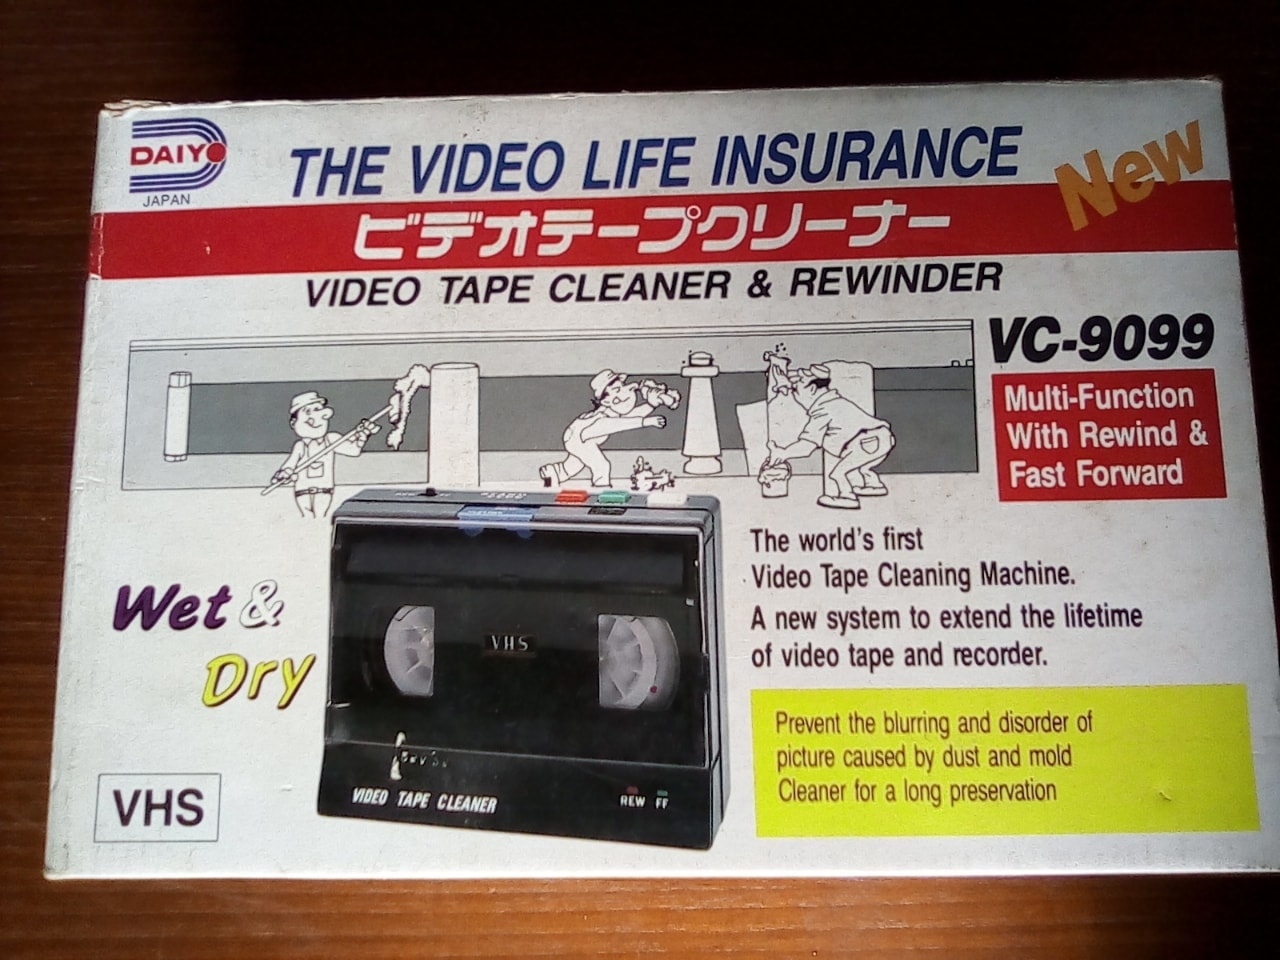 DAIYO
JAPAN
THE VIDEO LIFE INSURANCE
New
ビデオテープクリーナー
VIDEO TAPE CLEANER & REWINDER
VC-9099
Multi-Function
With Rewind &
Fast Forward
The world's first
Video Tape Cleaning Machine.
A new system to extend the lifetime
of video tape and recorder.
Wet &
Dry
VHS
VIDEO TAPE CLEANER
REW FF
Prevent the blurring and disorder of
picture caused by dust and mold
Cleaner for a long preservation
VHS